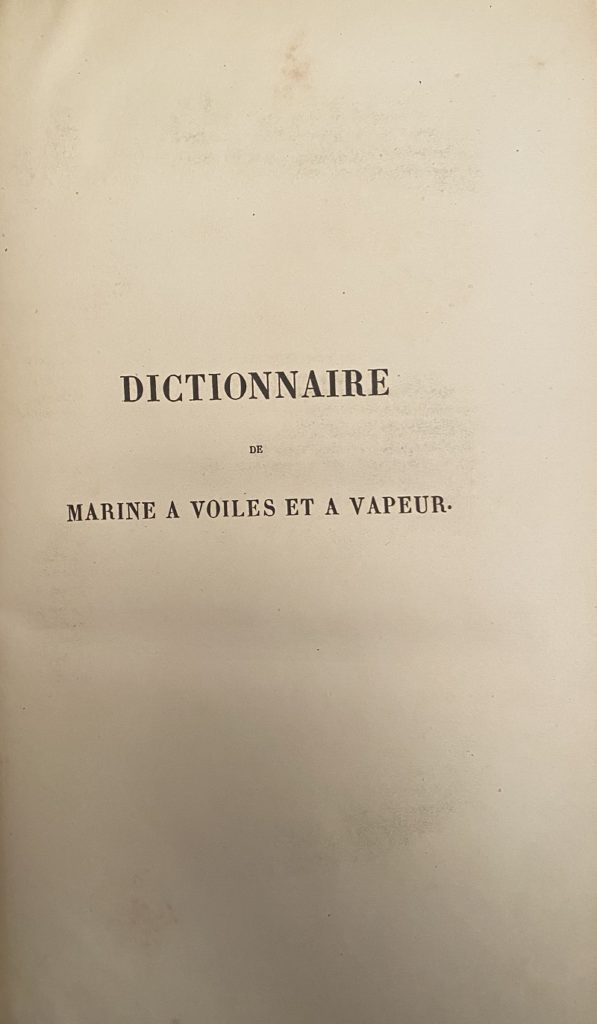 DICTIONNAIRE
DE
MARINE A VOILES ET A VAPEUR.